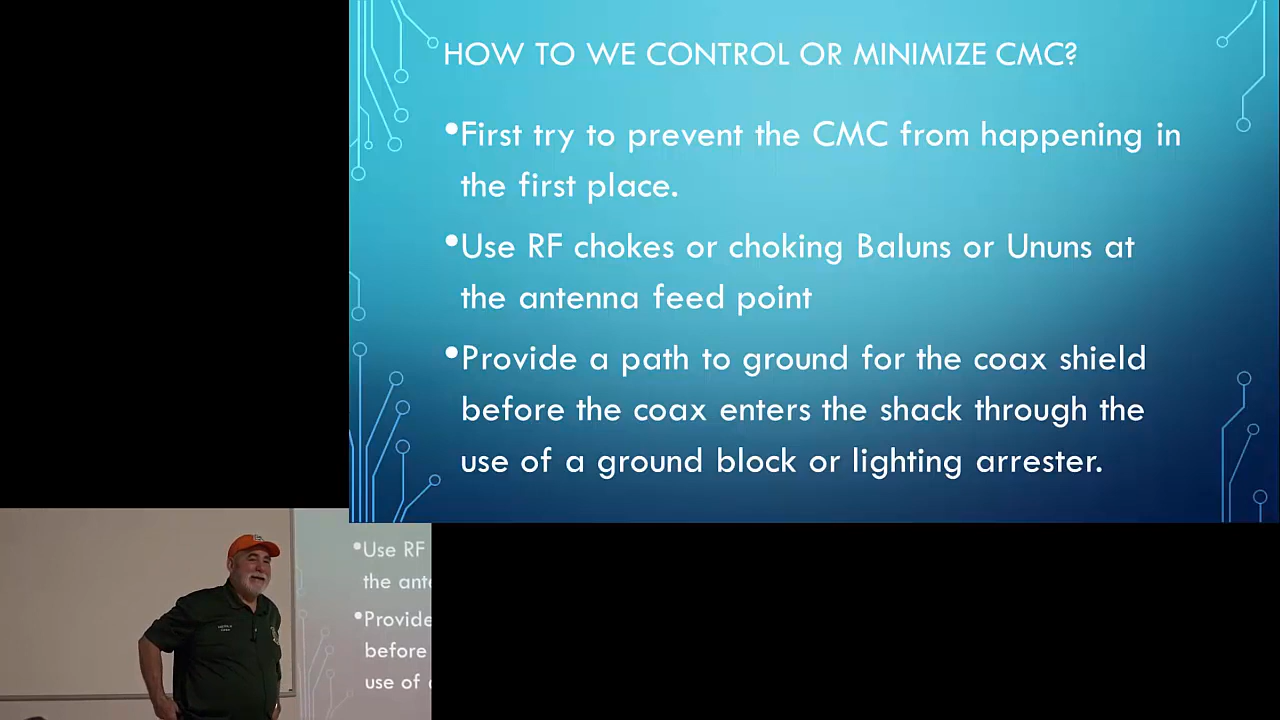 HOW TO WE CONTROL OR MINIMIZE CMC?
•First try to prevent the CMC from happening in
the first place.
•Use RF chokes or choking Baluns or Ununs at
the antenna feed point
•Provide a path to ground for the coax shield
before the coax enters the shack through the
use of a ground block or lighting arrester.
•Use RF
the ant
•Provide
before
use of